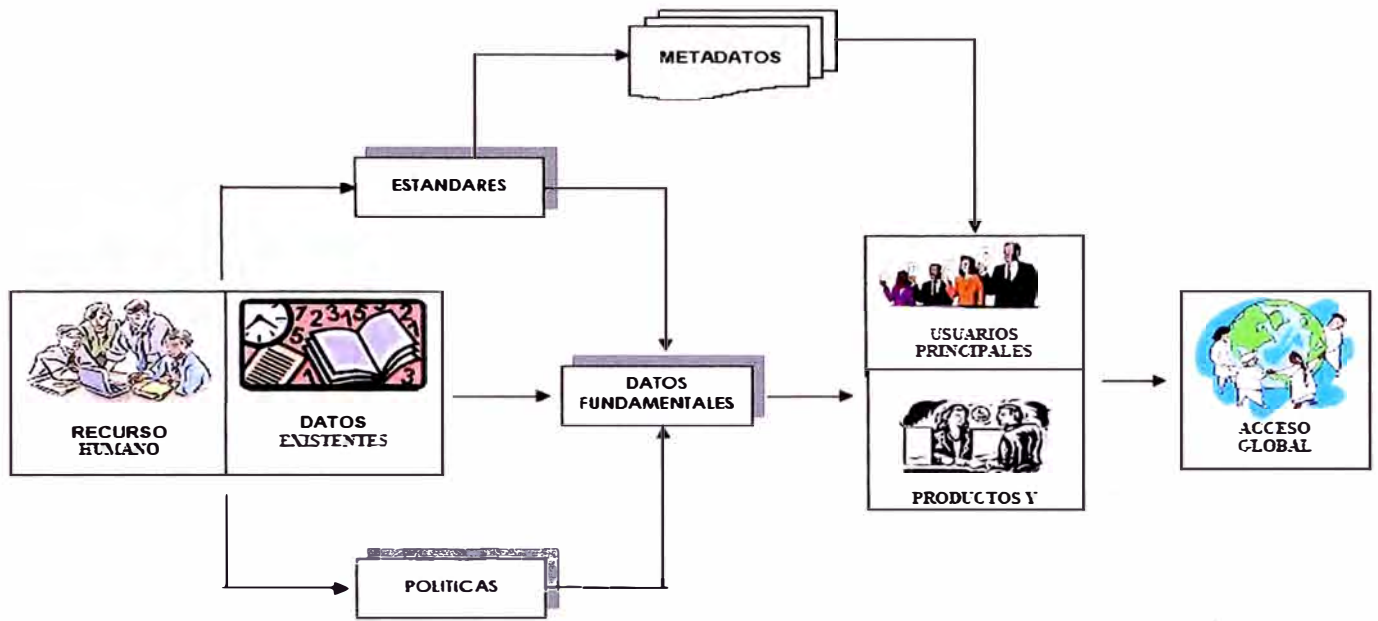 METADATOS
ESTANDARES
RECURSO
HUMANO
DATOS
EXISTENTES
DATOS
FUNDAMENTALES
POLITICAS
USUARIOS
PRINCIPALES
PRODUCTOS Y
ACCESO
GLOBAL